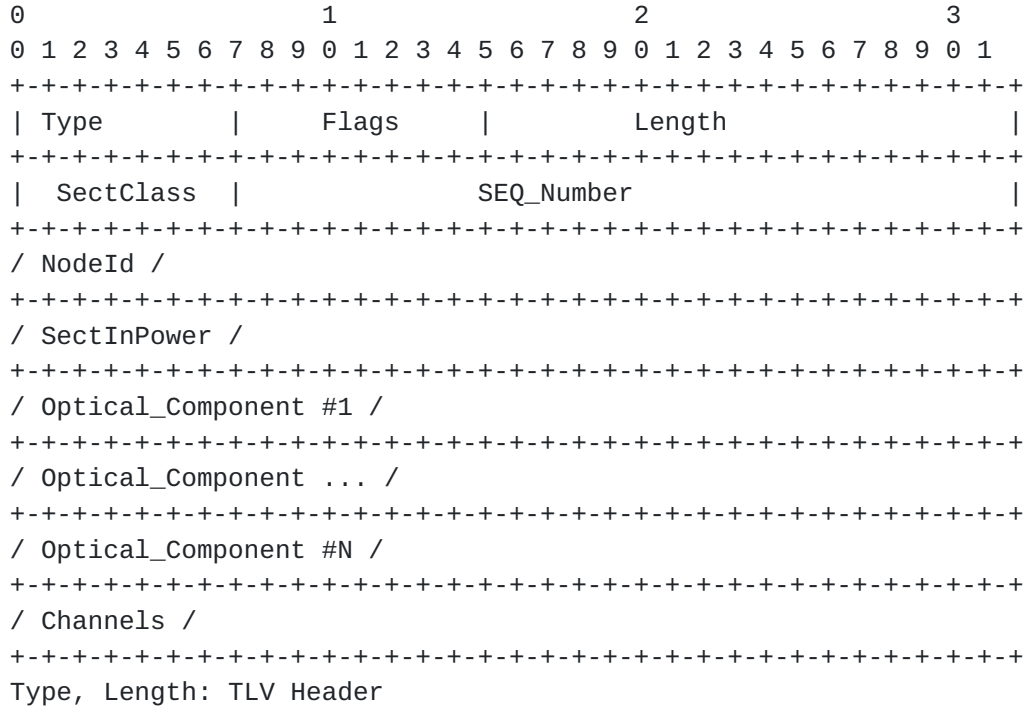 0                   1                   2                   3
0 1 2 3 4 5 6 7 8 9 0 1 2 3 4 5 6 7 8 9 0 1 2 3 4 5 6 7 8 9 0 1
+-+-+-+-+-+-+-+-+-+-+-+-+-+-+-+-+-+-+-+-+-+-+-+-+-+-+-+-+-+-+-+-+
| Type        |     Flags     |         Length                  |
+-+-+-+-+-+-+-+-+-+-+-+-+-+-+-+-+-+-+-+-+-+-+-+-+-+-+-+-+-+-+-+-+
|  SectClass  |               SEQ_Number                        |
+-+-+-+-+-+-+-+-+-+-+-+-+-+-+-+-+-+-+-+-+-+-+-+-+-+-+-+-+-+-+-+-+
/ NodeId /
+-+-+-+-+-+-+-+-+-+-+-+-+-+-+-+-+-+-+-+-+-+-+-+-+-+-+-+-+-+-+-+-+
/ SectInPower /
+-+-+-+-+-+-+-+-+-+-+-+-+-+-+-+-+-+-+-+-+-+-+-+-+-+-+-+-+-+-+-+-+
/ Optical_Component #1 /
+-+-+-+-+-+-+-+-+-+-+-+-+-+-+-+-+-+-+-+-+-+-+-+-+-+-+-+-+-+-+-+-+
/ Optical_Component ... /
+-+-+-+-+-+-+-+-+-+-+-+-+-+-+-+-+-+-+-+-+-+-+-+-+-+-+-+-+-+-+-+-+
/ Optical_Component #N /
+-+-+-+-+-+-+-+-+-+-+-+-+-+-+-+-+-+-+-+-+-+-+-+-+-+-+-+-+-+-+-+-+
/ Channels /
+-+-+-+-+-+-+-+-+-+-+-+-+-+-+-+-+-+-+-+-+-+-+-+-+-+-+-+-+-+-+-+-+
Type, Length: TLV Header